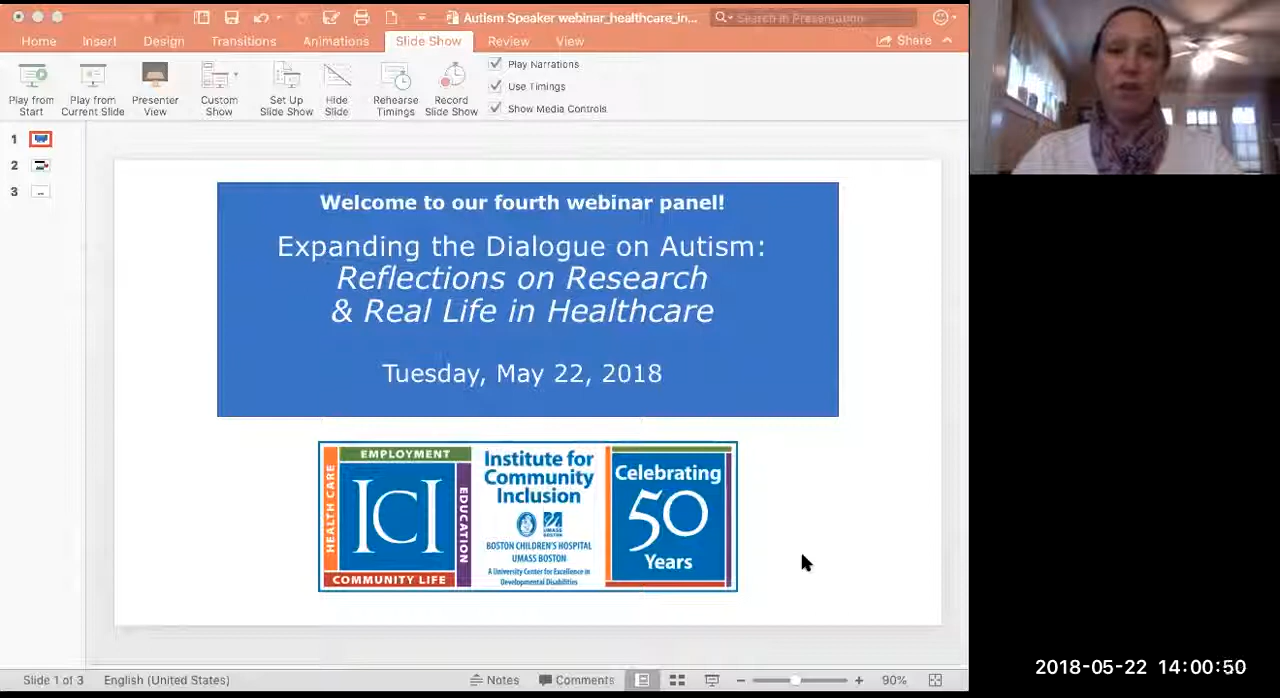 Autism Speaker webinar_healthcare_in...
Search in Presentation
Home Insert Design Transitions Animations Slide Show Review View Share
Play from Start
Play from Current Slide
Presenter View
Custom Show
Set Up Slide Show
Hide Slide
Rehearse Timings
Record Slide Show
Play Narrations
Use Timings
Show Media Controls
1
2
3
Welcome to our fourth webinar panel!
Expanding the Dialogue on Autism:
Reflections on Research
& Real Life in Healthcare
Tuesday, May 22, 2018
EMPLOYMENT
HEALTH CARE
ICI
EDUCATION
COMMUNITY LIFE
Institute for
Community
Inclusion
UMASS
BOSTON
BOSTON CHILDREN'S HOSPITAL
UMASS BOSTON
A University Center for Excellence in
Developmental Disabilities
Celebrating
50
Years
Slide 1 of 3 English (United States) Notes Comments 90%
2018-05-22 14:00:50